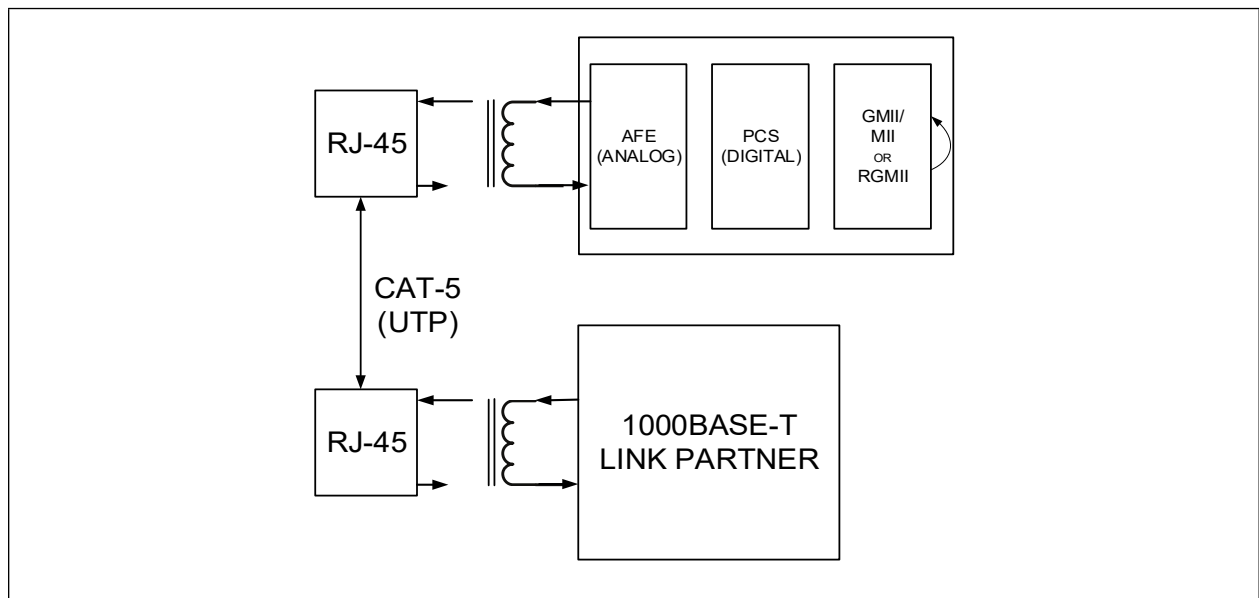 RJ-45
AFE
(ANALOG)
PCS
(DIGITAL)
GMII/
MII
OR
RGMII
CAT-5
(UTP)
RJ-45
1000BASE-T
LINK PARTNER